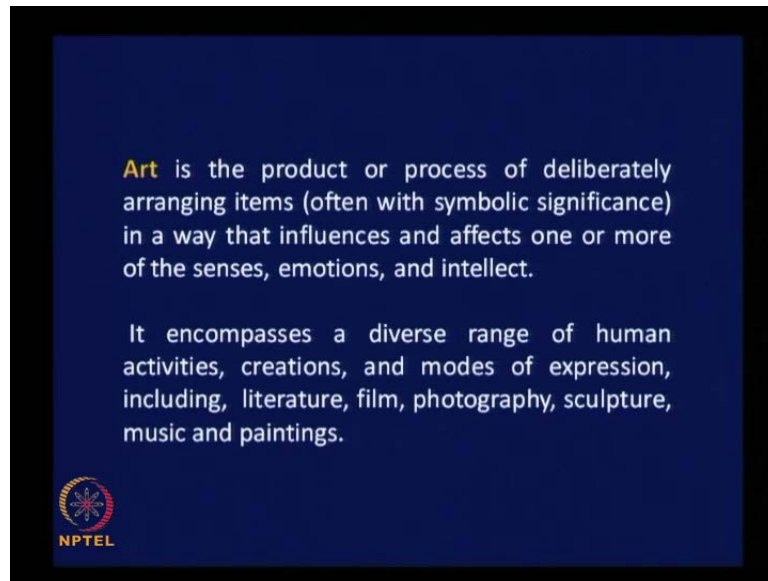 Art is the product or process of deliberately
arranging items (often with symbolic significance)
in a way that influences and affects one or more
of the senses, emotions, and intellect.
It encompasses a diverse range of human
activities, creations, and modes of expression,
including, literature, film, photography, sculpture,
music and paintings.
NPTEL